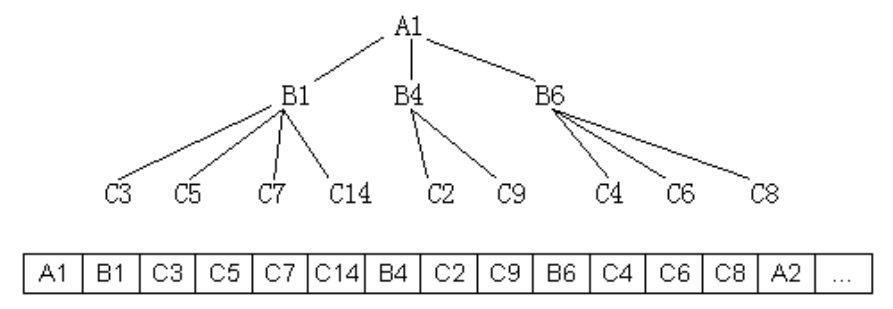 A1
B1 B4 B6
C3 C5 C7 C14 C2 C9 C4 C6 C8
A1 B1 C3 C5 C7 C14 B4 C2 C9 B6 C4 C6 C8 A2 ...